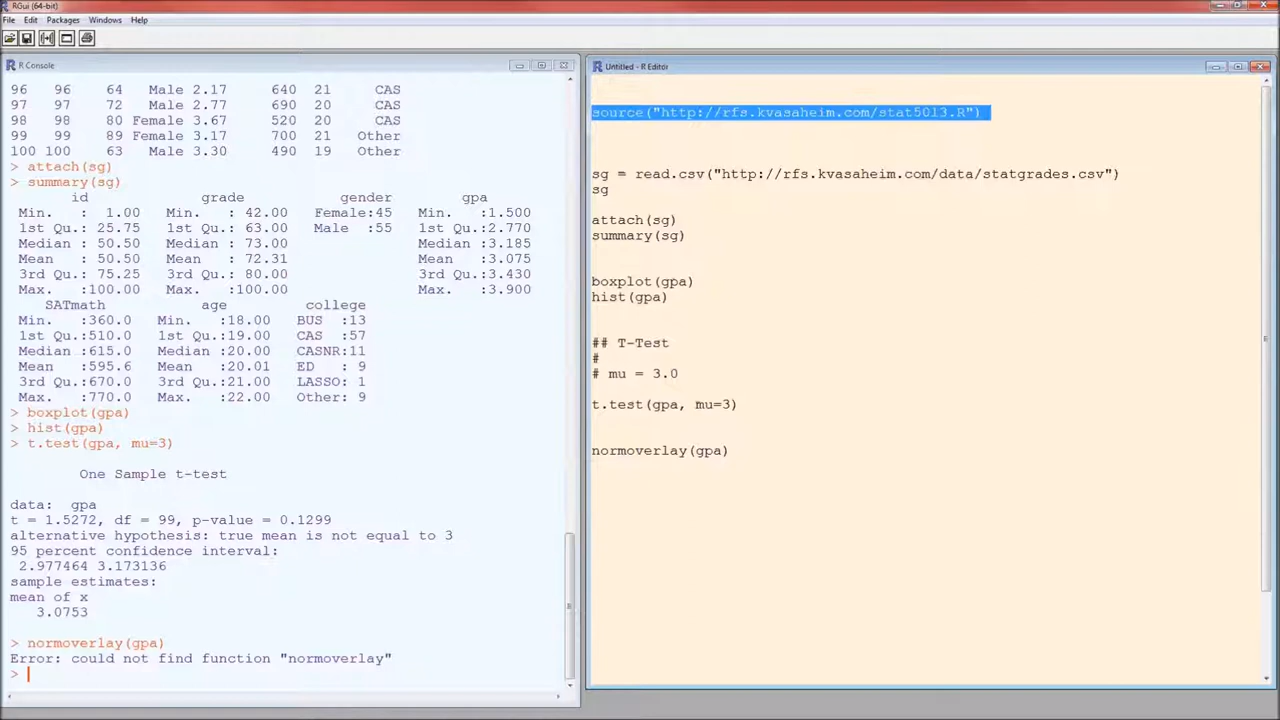 RGui (64-bit)
File Edit Packages Windows Help
R Console
96 96 64 Male 2.17 640 21 CAS
97 97 72 Male 2.77 690 20 CAS
98 98 80 Female 3.67 520 20 CAS
99 99 89 Female 3.17 700 21 Other
100 100 63 Male 3.30 490 19 Other
> attach(sg)
> summary(sg)
id grade gender gpa
Min. : 1.00 Min. : 42.00 Female:45 Min. :1.500
1st Qu.: 25.75 1st Qu.: 63.00 Male :55 1st Qu.:2.770
Median : 50.50 Median : 73.00 Median :3.185
Mean : 50.50 Mean : 72.31 Mean :3.075
3rd Qu.: 75.25 3rd Qu.: 80.00 3rd Qu.:3.430
Max. :100.00 Max. :100.00 Max. :3.900
SATmath age college
Min. :360.0 Min. :18.00 BUS :13
1st Qu.:510.0 1st Qu.:19.00 CAS :57
Median :615.0 Median :20.00 CASNR:11
Mean :595.6 Mean :20.01 ED : 9
3rd Qu.:670.0 3rd Qu.:21.00 LASSO: 1
Max. :770.0 Max. :22.00 Other: 9
> boxplot(gpa)
> hist(gpa)
> t.test(gpa, mu=3)
One Sample t-test
data: gpa
t = 1.5272, df = 99, p-value = 0.1299
alternative hypothesis: true mean is not equal to 3
95 percent confidence interval:
2.977464 3.173136
sample estimates:
mean of x
3.0753
> normoverlay(gpa)
Error: could not find function "normoverlay"
>
Untitled - R Editor
source("http://rfs.kvasaheim.com/stat5013.R")
sg = read.csv("http://rfs.kvasaheim.com/data/statgrades.csv")
sg
attach(sg)
summary(sg)
boxplot(gpa)
hist(gpa)
## T-Test
#
# mu = 3.0
t.test(gpa, mu=3)
normoverlay(gpa)